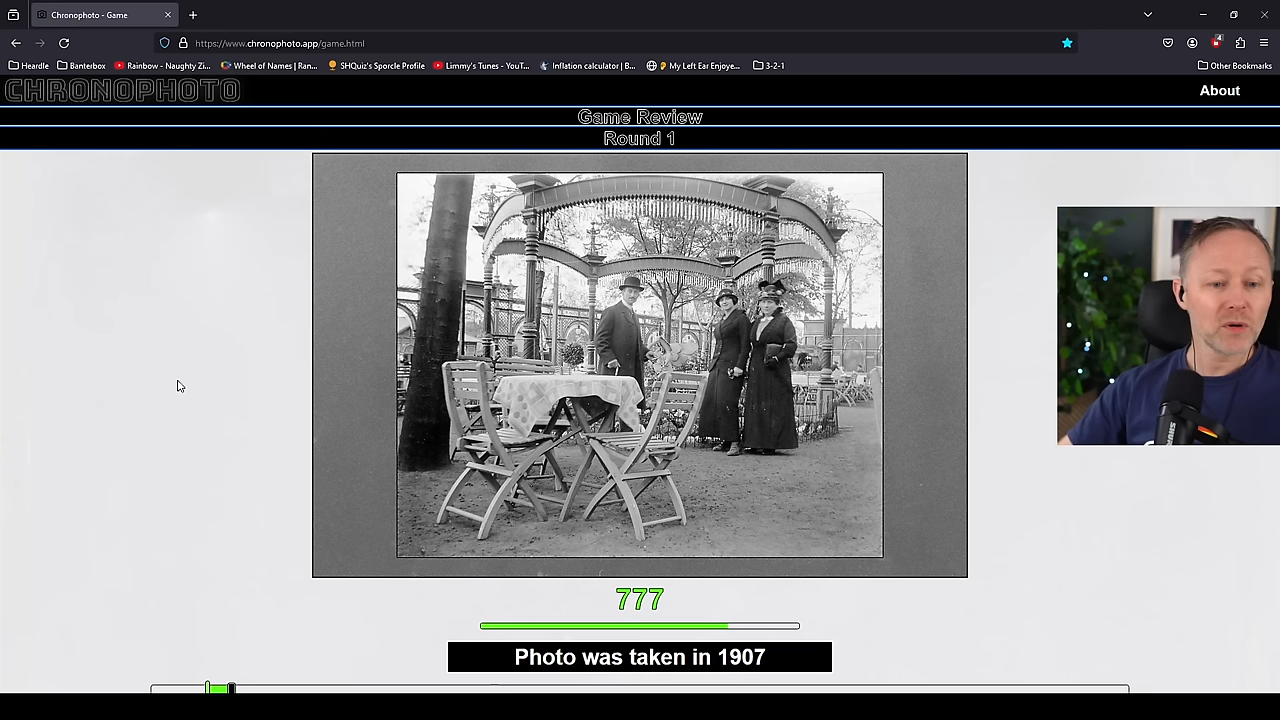 Chronophoto - Game
https://www.chronophoto.app/game.html
4
Heardle
Banterbox
Rainbow - Naughty Zi...
Wheel of Names | Ran...
SHQuiz's Sporcle Profile
Limmy's Tunes - YouT...
Inflation calculator | B...
My Left Ear Enjoye...
3-2-1
Other Bookmarks
CHRONOPHOTO
About
Game Review
Round 1
777
Photo was taken in 1907